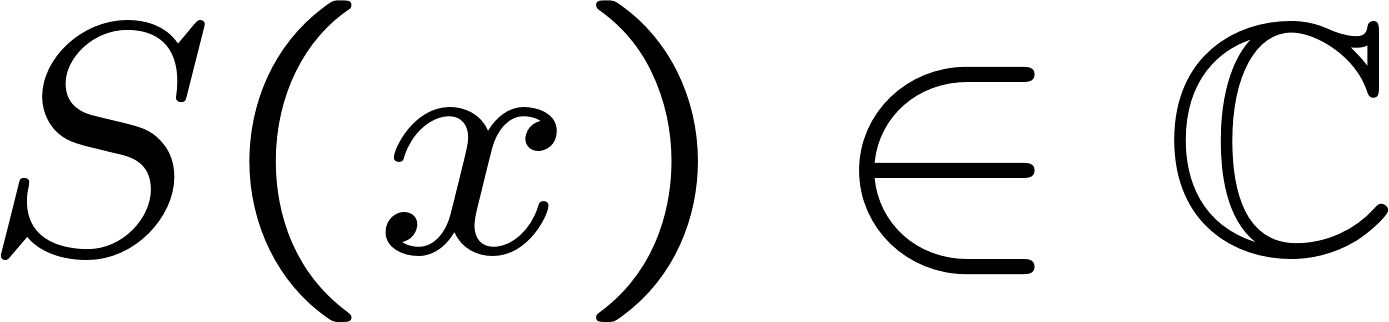 S(x) ∈ ℂ